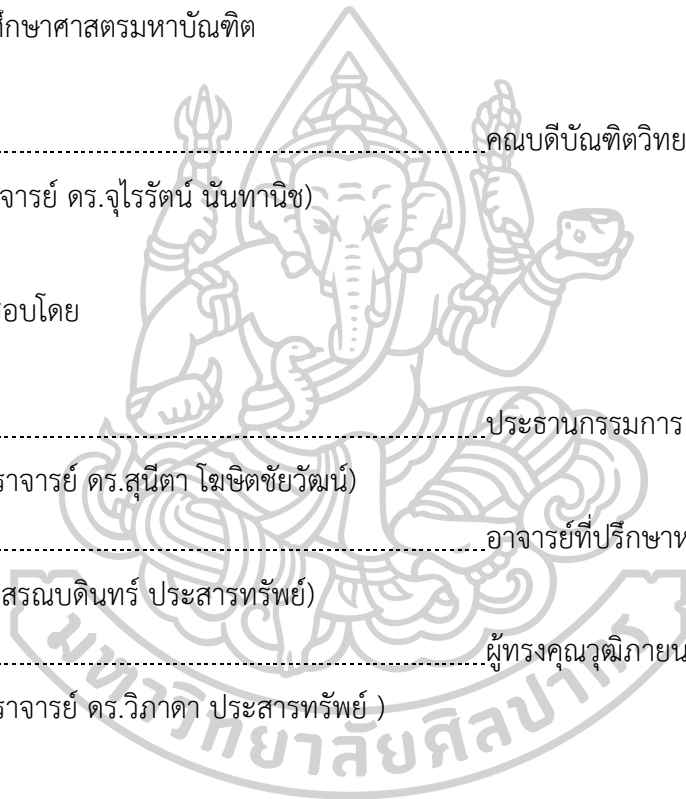 ศึกษาศาสตรมหาบัณฑิต
คณบดีบัณฑิตวิทย
จารย์ ดร.จุไรรัตน์ นันทานิช)
อบโดย
ประธานกรรมการ
ราจารย์ ดร.สุนีตา โฆษิตชัยวัฒน์)
อาจารย์ที่ปรึกษาห
สรณบดินทร์ ประสารทรัพย์)
ผู้ทรงคุณวุฒิภายน
ราจารย์ ดร.วิภาดา ประสารทรัพย์ )
มหาวิทยาลัยศิลปากร